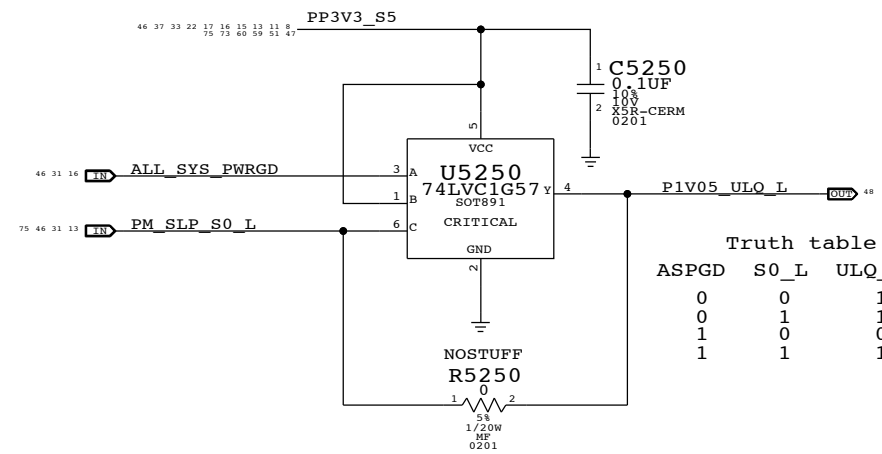 PP3V3_S5
46 37 33 22 17 16 15 13 11 8
75 73 60 59 51 47
1 C5250
0.1UF
10%
10V
2 X5R-CERM
0201
5
VCC
46 31 16 IN ALL_SYS_PWRGD 3 A
U5250
74LVC1G57 Y 4 P1V05_ULQ_L OUT 48
1 B
SOT891
75 46 31 13 IN PM_SLP_S0_L 6 C
CRITICAL
GND
2
Truth table
ASPGD S0_L ULQ_
0 0 1
0 1 1
1 0 0
1 1 1
NOSTUFF
R5250
1 0 2
5%
1/20W
MF
0201